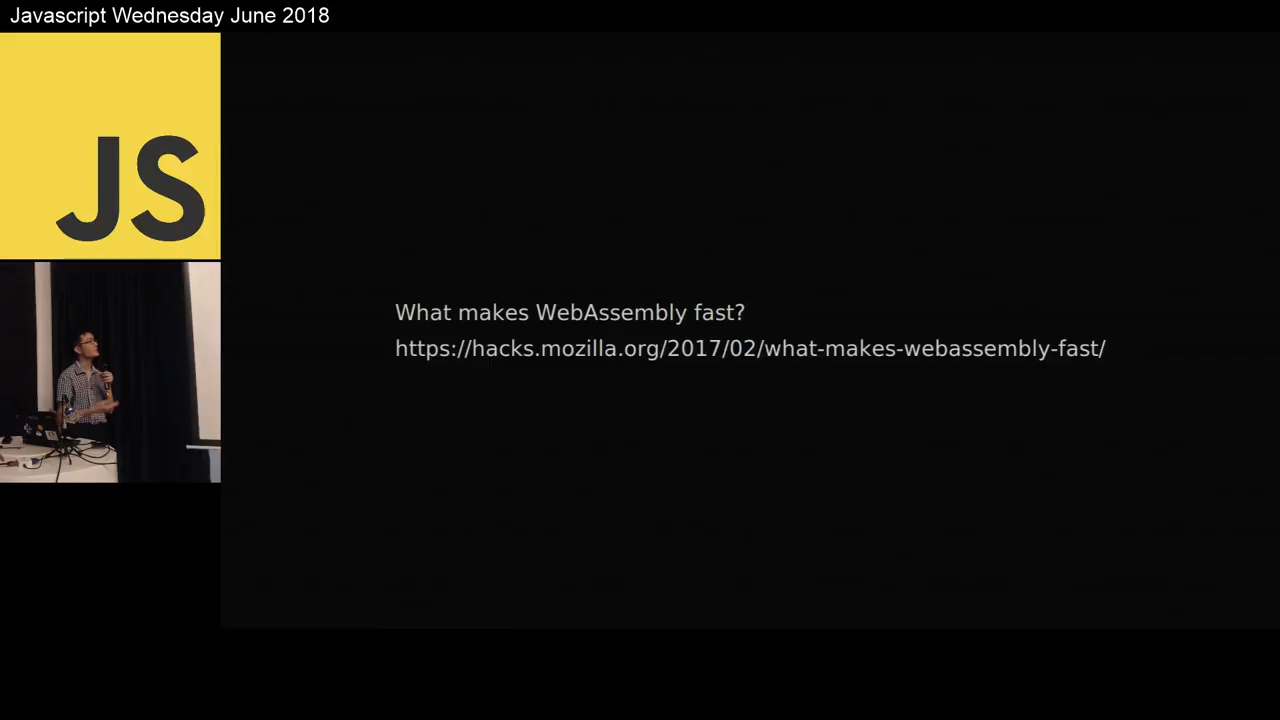 Javascript Wednesday June 2018
JS
What makes WebAssembly fast?
https://hacks.mozilla.org/2017/02/what-makes-webassembly-fast/